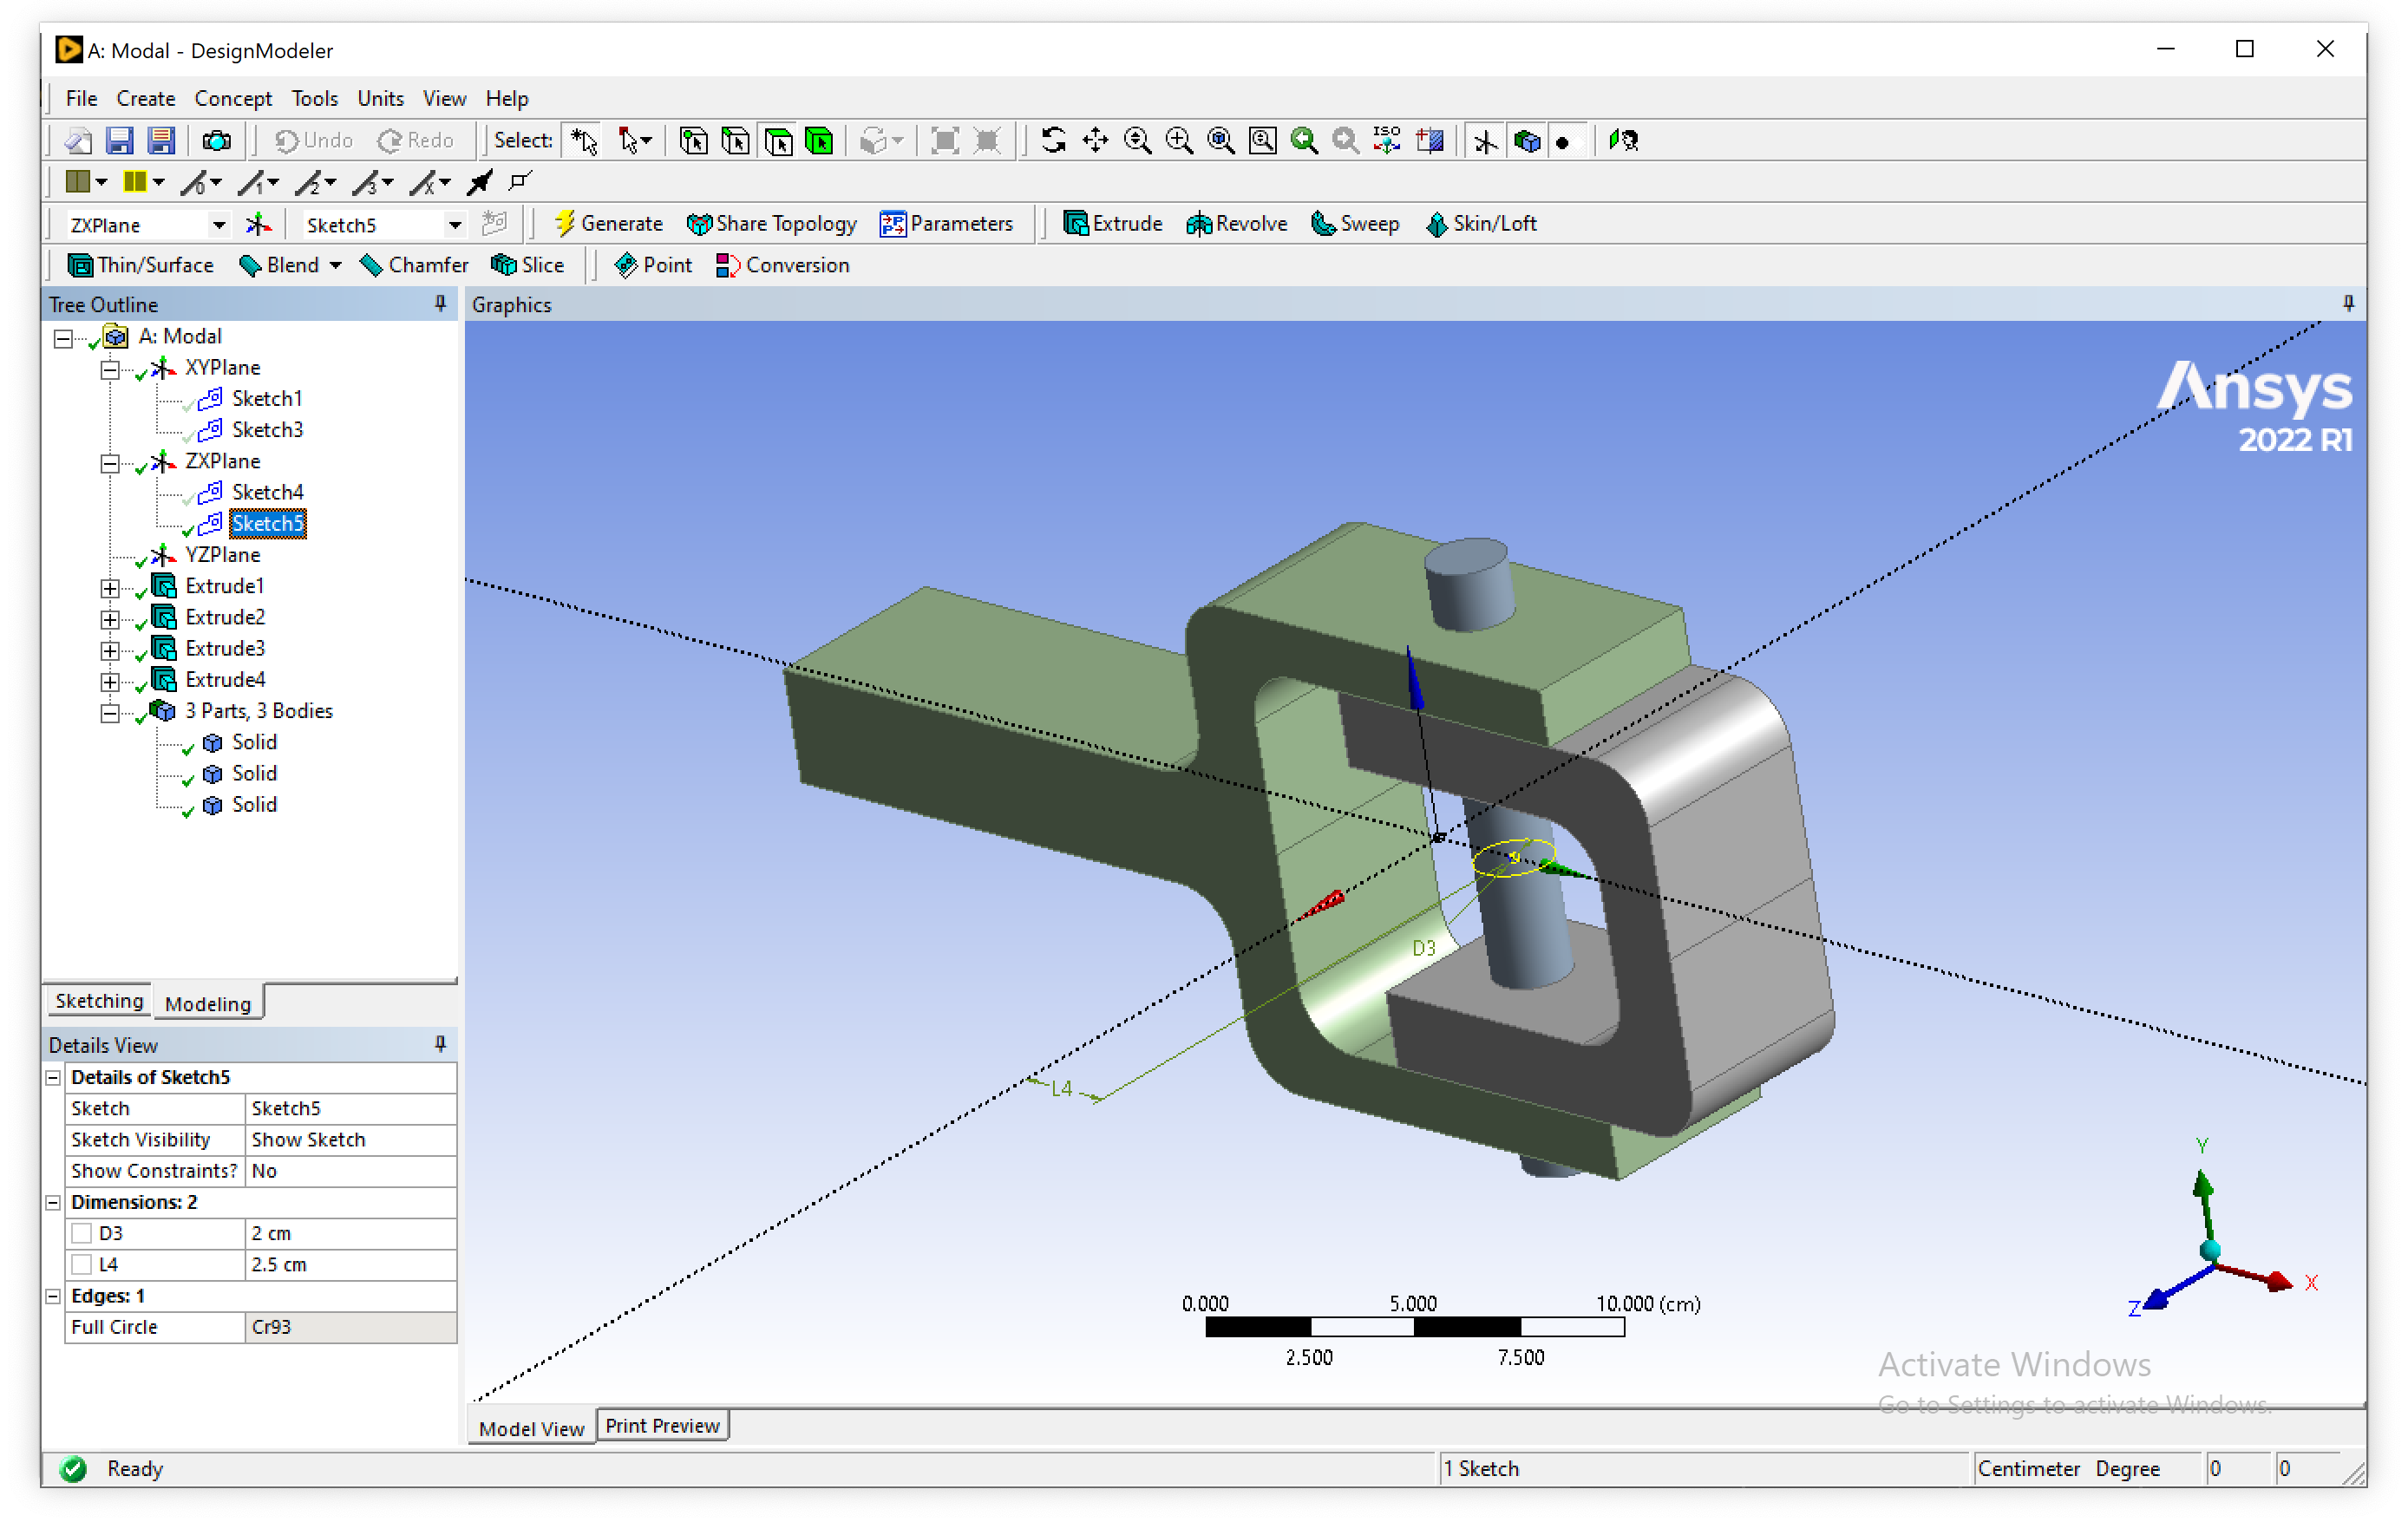 A: Modal - DesignModeler
File Create Concept Tools Units View Help
Undo Redo Select: ISO
0 1 2 3 x
ZXPlane Sketch5 Generate Share Topology Parameters Extrude Revolve Sweep Skin/Loft
Thin/Surface Blend Chamfer Slice Point Conversion
Tree Outline
A: Modal
XYPlane
Sketch1
Sketch3
ZXPlane
Sketch4
Sketch5
YZPlane
Extrude1
Extrude2
Extrude3
Extrude4
3 Parts, 3 Bodies
Solid
Solid
Solid
Sketching Modeling
Details View
Details of Sketch5
Sketch Sketch5
Sketch Visibility Show Sketch
Show Constraints? No
Dimensions: 2
D3 2 cm
L4 2.5 cm
Edges: 1
Full Circle Cr93
Graphics
Ansys
2022 R1
D3
L4
Y
X
Z
0.000 5.000 10.000 (cm)
2.500 7.500
Activate Windows
Go to Settings to activate Windows.
Model View Print Preview
Ready 1 Sketch Centimeter Degree 0 0